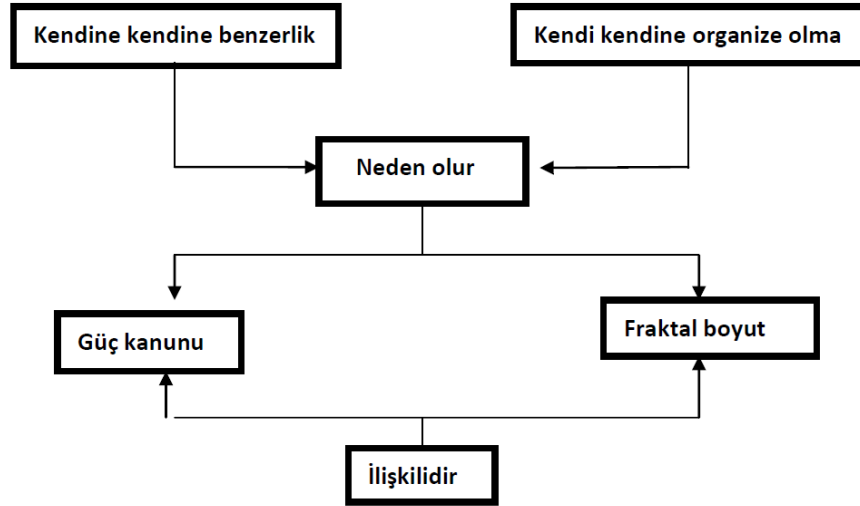 Kendine kendine benzerlik
Kendi kendine organize olma
Neden olur
Güç kanunu
Fraktal boyut
İlişkilidir